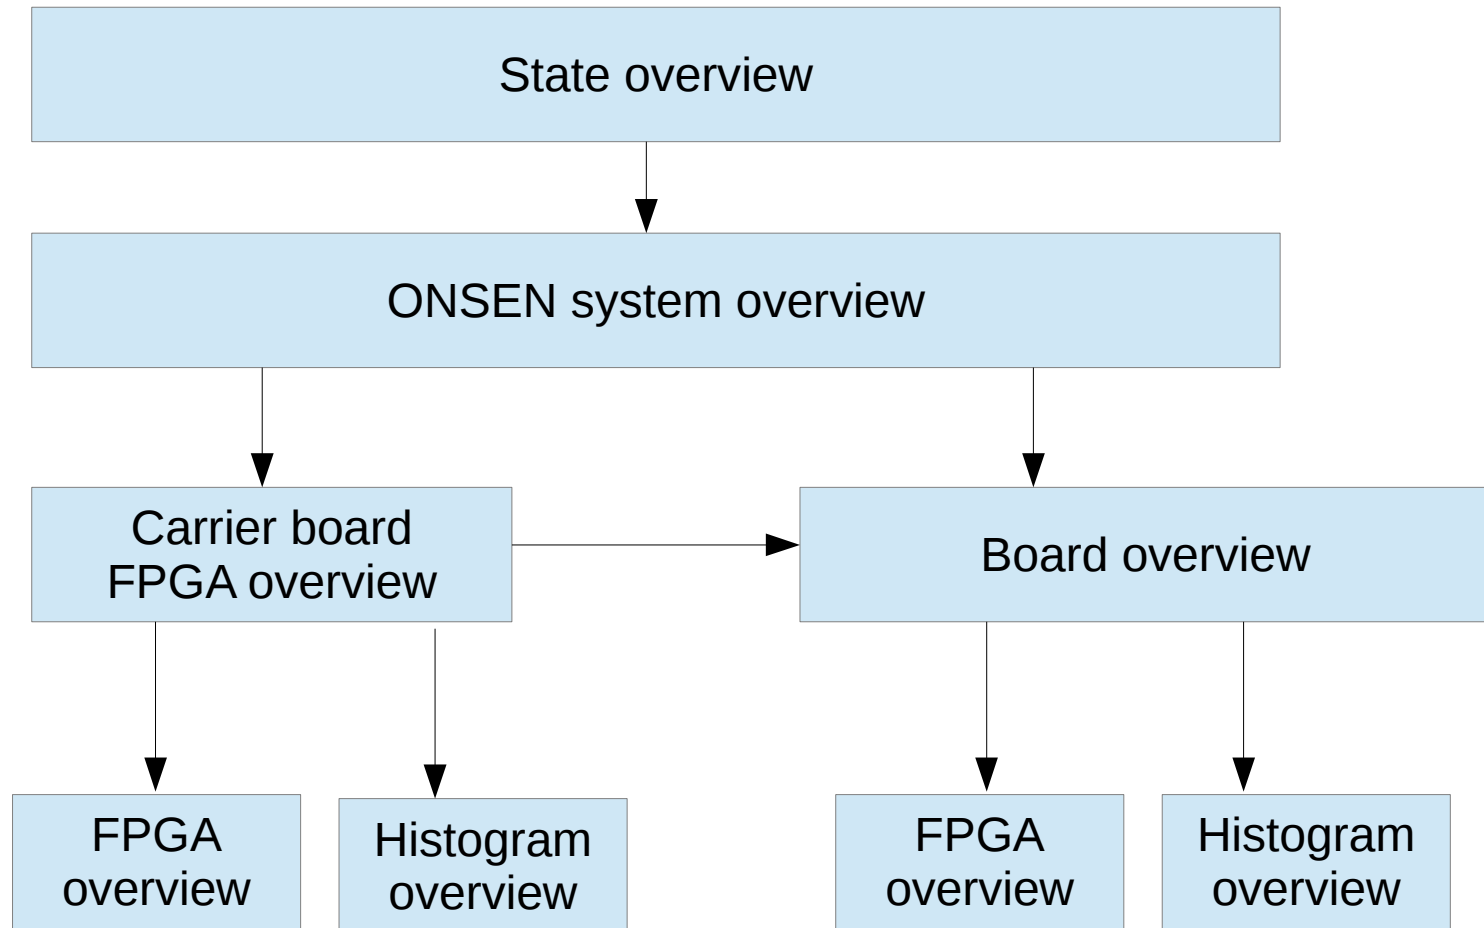 State overview
ONSEN system overview
Carrier board
FPGA overview
Board overview
FPGA
overview
Histogram
overview
FPGA
overview
Histogram
overview